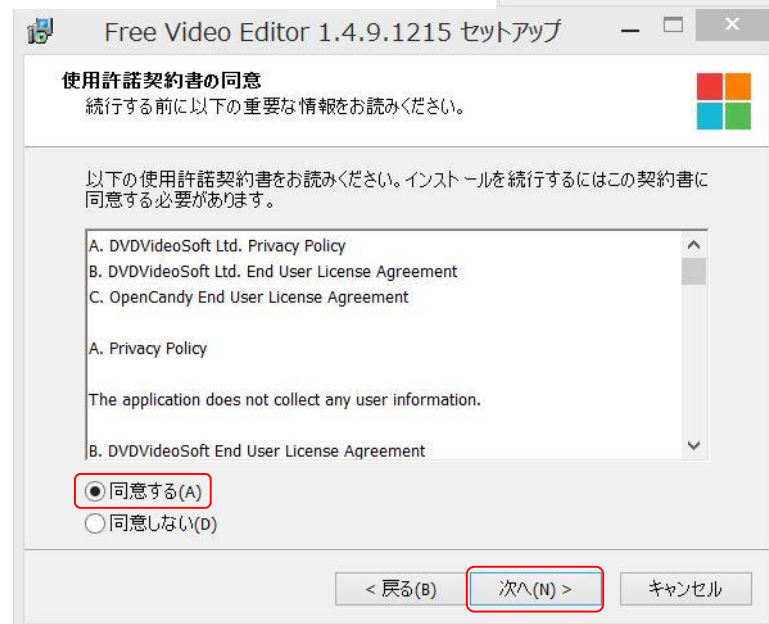 Free Video Editor 1.4.9.1215 セットアップ
使用許諾契約書の同意
続行する前に以下の重要な情報をお読みください。
以下の使用許諾契約書をお読みください。インストールを続行するにはこの契約書に
同意する必要があります。
A. DVDVideoSoft Ltd. Privacy Policy
B. DVDVideoSoft Ltd. End User License Agreement
C. OpenCandy End User License Agreement
A. Privacy Policy
The application does not collect any user information.
B. DVDVideoSoft End User License Agreement
同意する(A)
同意しない(D)
< 戻る(B) 次へ(N) > キャンセル